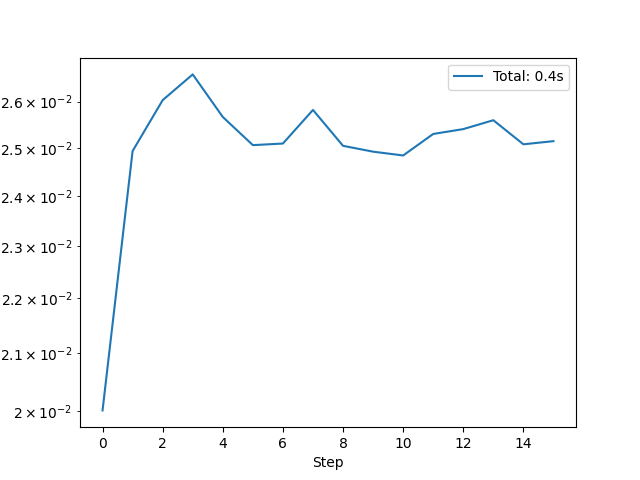 Total: 0.4s
2.6 × 10⁻²
2.5 × 10⁻²
2.4 × 10⁻²
2.3 × 10⁻²
2.2 × 10⁻²
2.1 × 10⁻²
2 × 10⁻²
0 2 4 6 8 10 12 14
Step